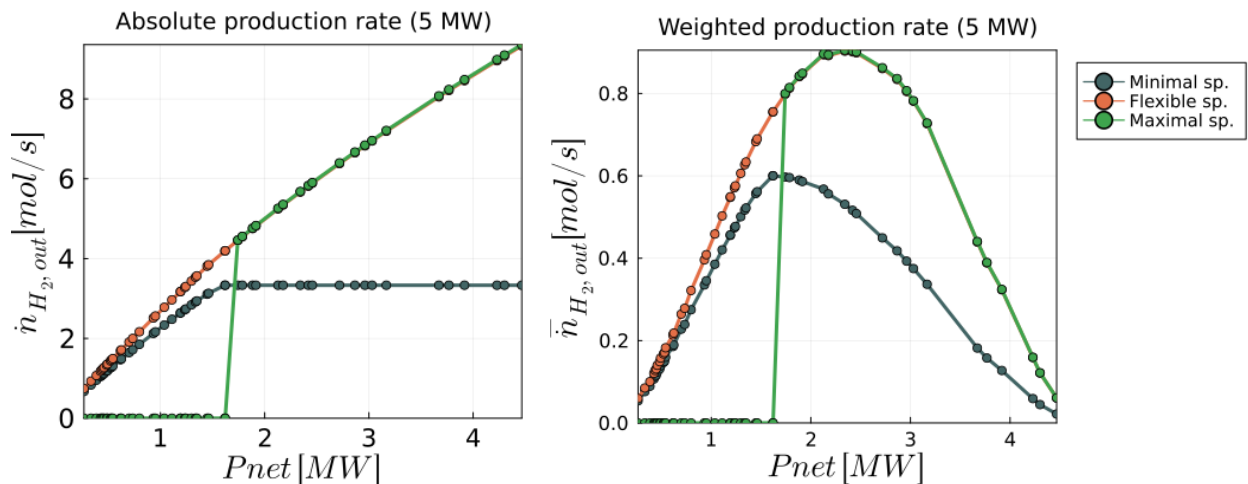 Absolute production rate (5 MW)
8
6
4
2
0
1 2 3 4
ṅ_{H_2, out}[mol/s]
Pnet [MW]
Weighted production rate (5 MW)
0.8
0.6
0.4
0.2
0.0
1 2 3 4
\bar{ṅ}_{H_2, out}[mol/s]
Pnet [MW]
Minimal sp.
Flexible sp.
Maximal sp.